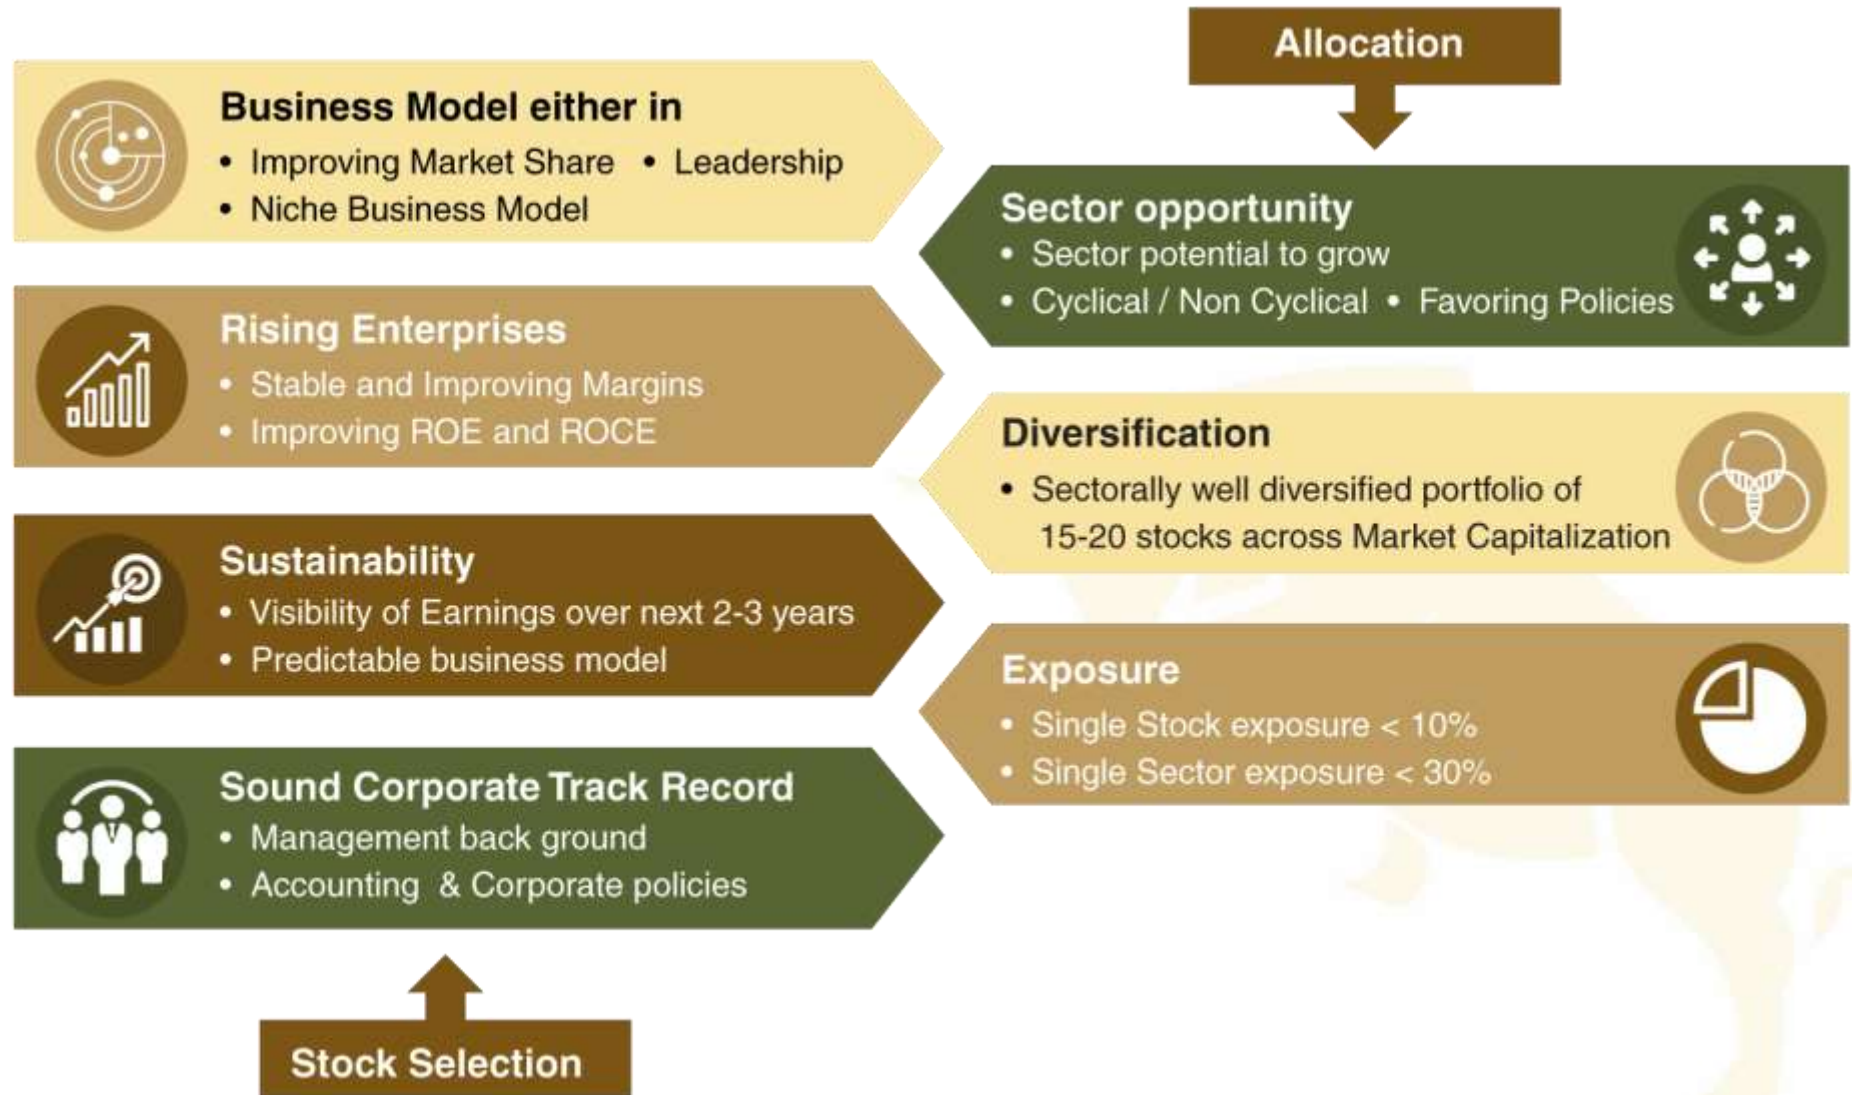 Business Model either in
• Improving Market Share • Leadership
• Niche Business Model
Rising Enterprises
• Stable and Improving Margins
• Improving ROE and ROCE
Sustainability
• Visibility of Earnings over next 2-3 years
• Predictable business model
Sound Corporate Track Record
• Management back ground
• Accounting & Corporate policies
Stock Selection
Allocation
Sector opportunity
• Sector potential to grow
• Cyclical / Non Cyclical • Favoring Policies
Diversification
• Sectorally well diversified portfolio of
15-20 stocks across Market Capitalization
Exposure
• Single Stock exposure < 10%
• Single Sector exposure < 30%